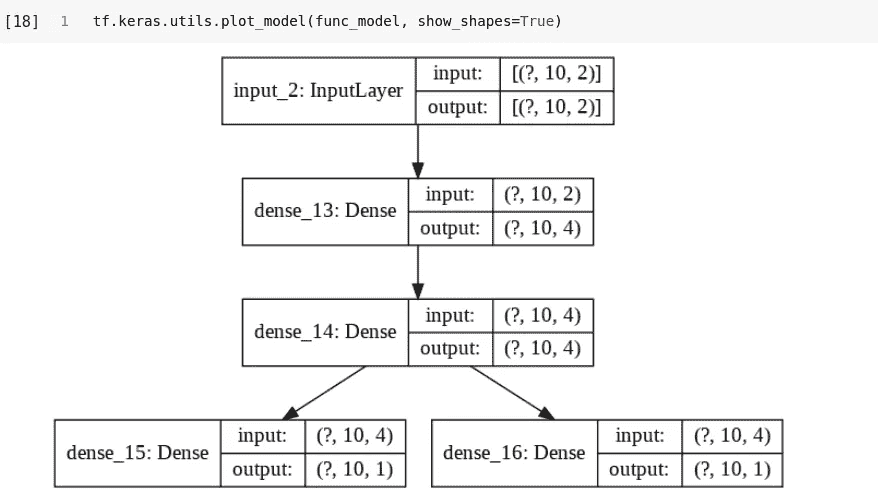 [18] 1 tf.keras.utils.plot_model(func_model, show_shapes=True)
input_2: InputLayer
input: [(?, 10, 2)]
output: [(?, 10, 2)]
dense_13: Dense
input: (?, 10, 2)
output: (?, 10, 4)
dense_14: Dense
input: (?, 10, 4)
output: (?, 10, 4)
dense_15: Dense
input: (?, 10, 4)
output: (?, 10, 1)
dense_16: Dense
input: (?, 10, 4)
output: (?, 10, 1)